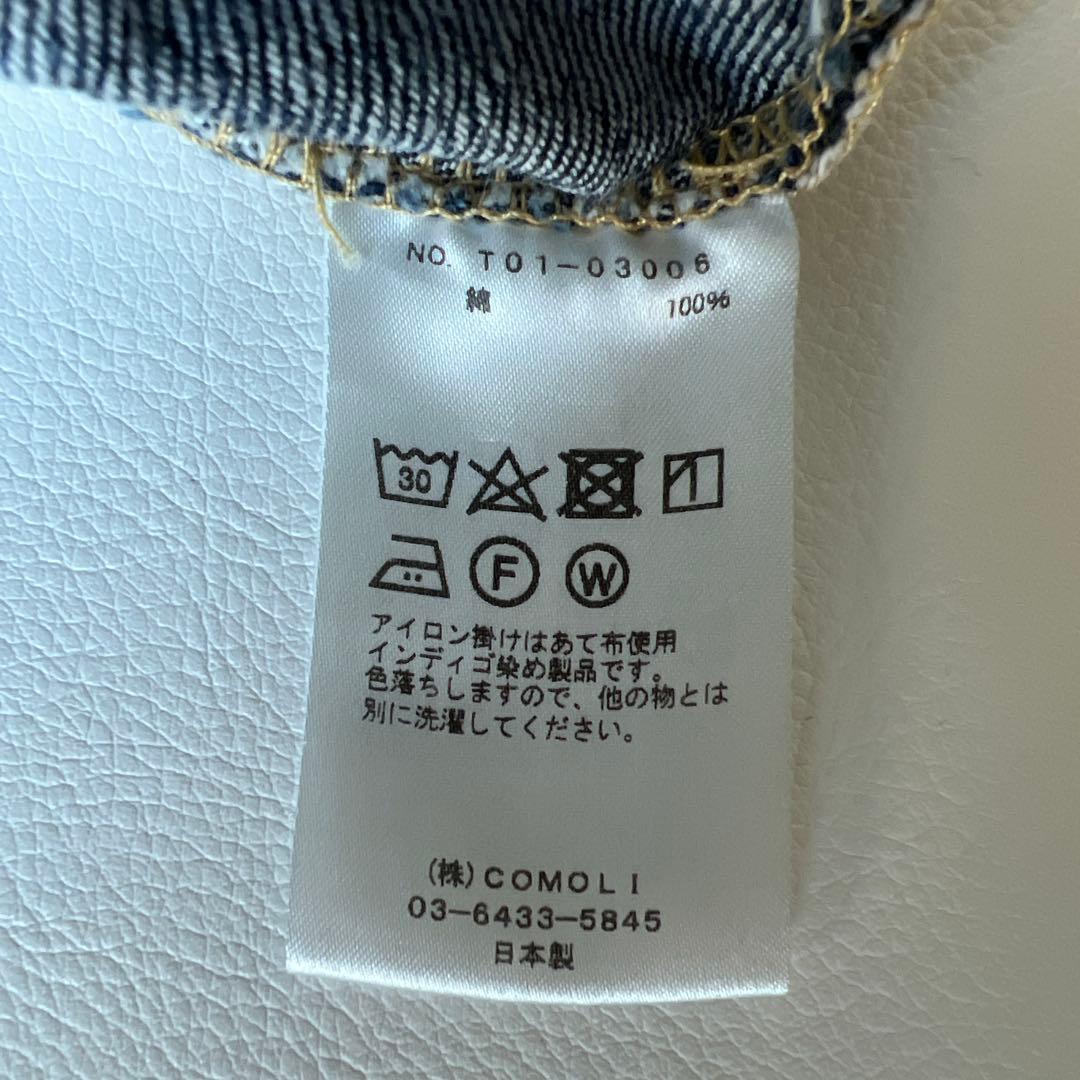 NO. T01-03006
綿 100%
30
F W
アイロン掛けはあて布使用
インディゴ染め製品です。
色落ちしますので、他の物とは
別に洗濯してください。
(株)COMOLI
03-6433-5845
日本製